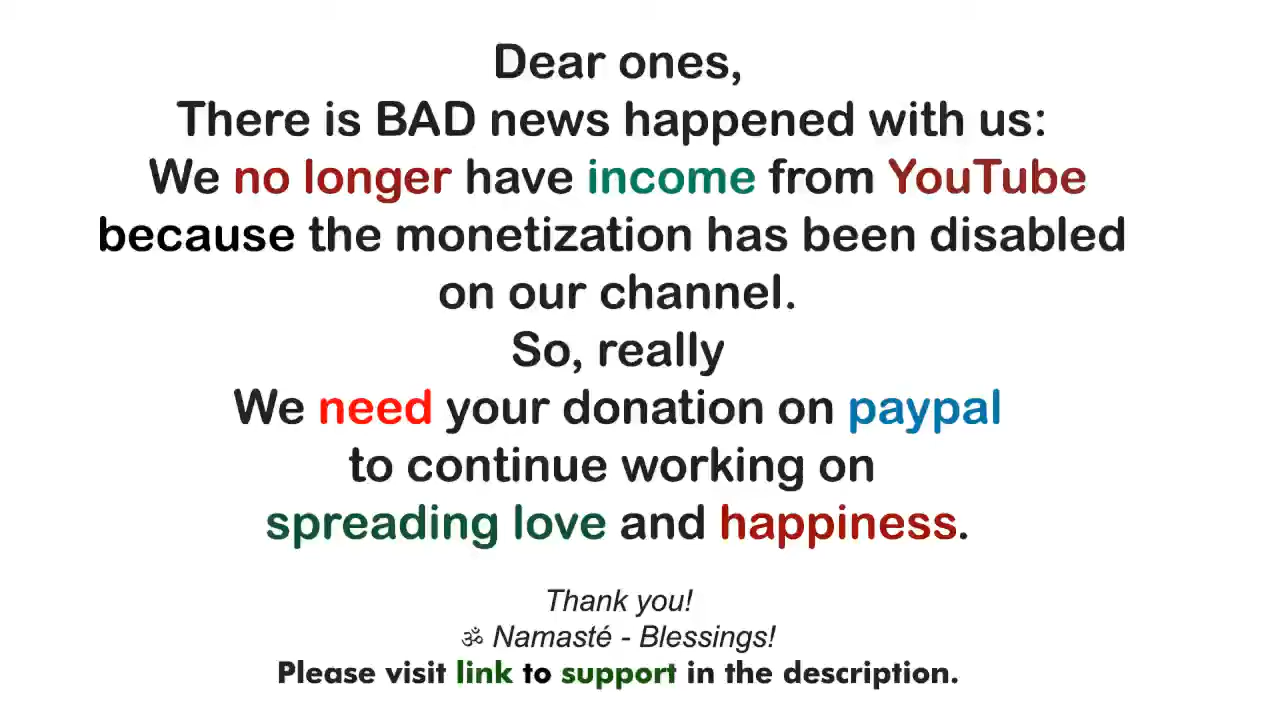 Dear ones,
There is BAD news happened with us:
We no longer have income from YouTube
because the monetization has been disabled
on our channel.
So, really
We need your donation on paypal
to continue working on
spreading love and happiness.
Thank you!
ॐ Namasté - Blessings!
Please visit link to support in the description.